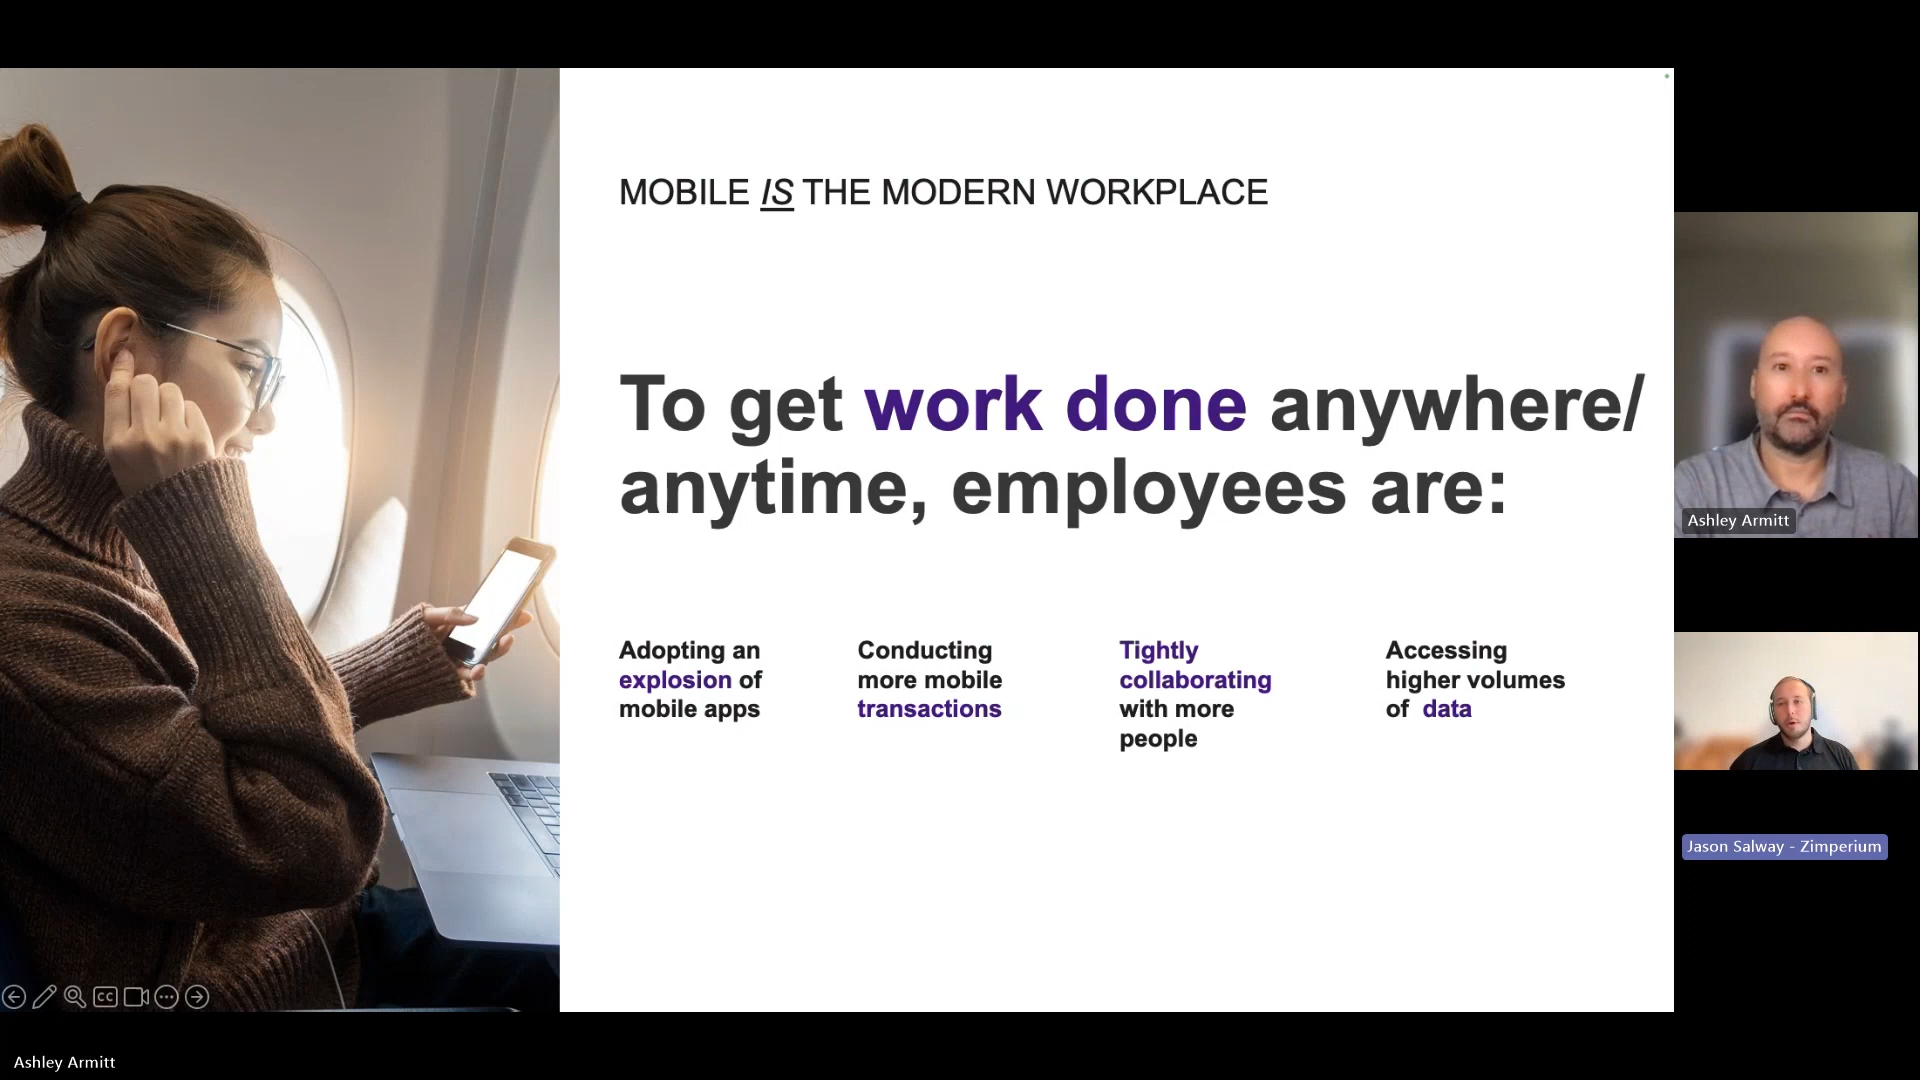 MOBILE IS THE MODERN WORKPLACE
To get work done anywhere/
anytime, employees are:
Adopting an
explosion of
mobile apps
Conducting
more mobile
transactions
Tightly
collaborating
with more
people
Accessing
higher volumes
of data
CC
Ashley Armitt
Jason Salway - Zimperium
Ashley Armitt